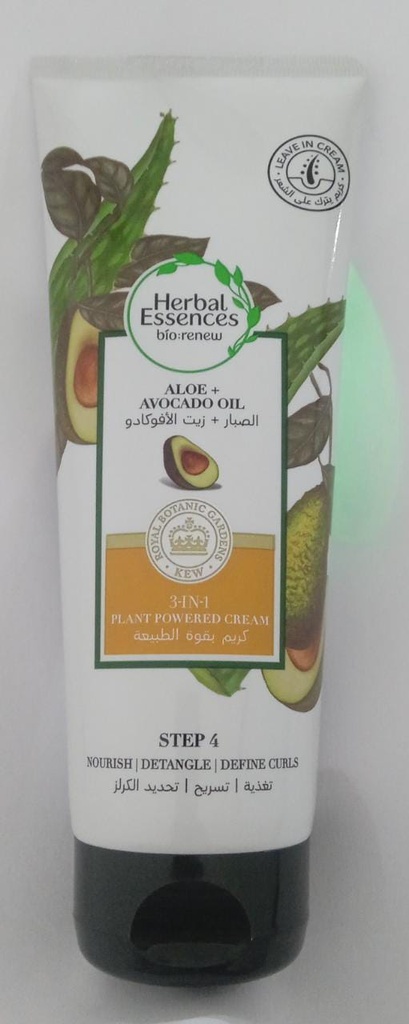 LEAVE IN CREAM
كريم يترك على الشعر
Herbal
Essences
bío:renew
ALOE +
AVOCADO OIL
الصبار + زيت الأفوكادو
ROYAL BOTANIC GARDENS
• KEW •
3-IN-1
PLANT POWERED CREAM
كريم بقوة الطبيعة
STEP 4
NOURISH | DETANGLE | DEFINE CURLS
تغذية | تسريح | تحديد الكرلز